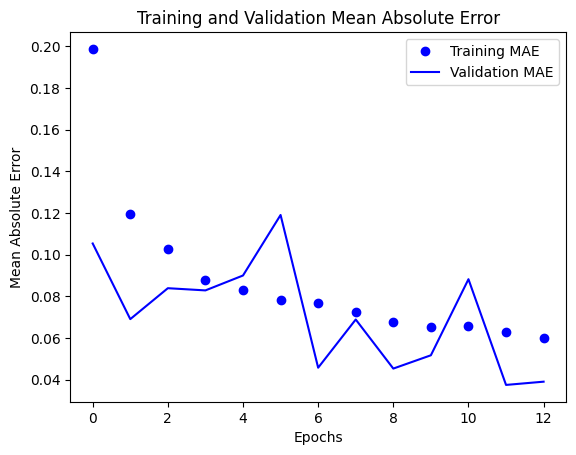 Training and Validation Mean Absolute Error
Training MAE
Validation MAE
Mean Absolute Error
0.20
0.18
0.16
0.14
0.12
0.10
0.08
0.06
0.04
0 2 4 6 8 10 12
Epochs